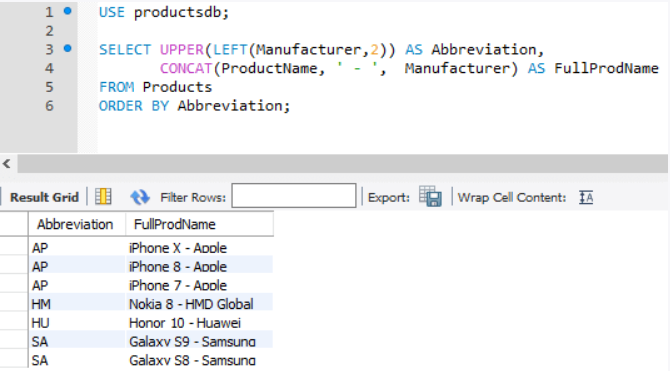 1 USE productsdb;
2
3 SELECT UPPER(LEFT(Manufacturer,2)) AS Abbreviation,
4 CONCAT(ProductName, ' - ',  Manufacturer) AS FullProdName
5 FROM Products
6 ORDER BY Abbreviation;
Result Grid Filter Rows: Export: Wrap Cell Content: IA
Abbreviation FullProdName
AP iPhone X - Apple
AP iPhone 8 - Apple
AP iPhone 7 - Apple
HM Nokia 8 - HMD Global
HU Honor 10 - Huawei
SA Galaxy S9 - Samsung
SA Galaxy S8 - Samsung